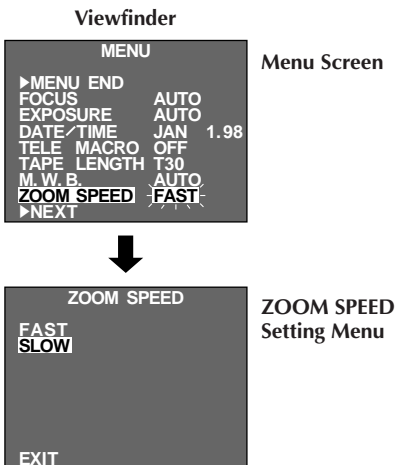 Viewfinder
MENU
Menu Screen
▶MENU END
FOCUS AUTO
EXPOSURE AUTO
DATE/TIME JAN 1.98
TELE MACRO OFF
TAPE LENGTH T30
M.W.B. AUTO
ZOOM SPEED FAST
▶NEXT
ZOOM SPEED
ZOOM SPEED
Setting Menu
FAST
SLOW
EXIT